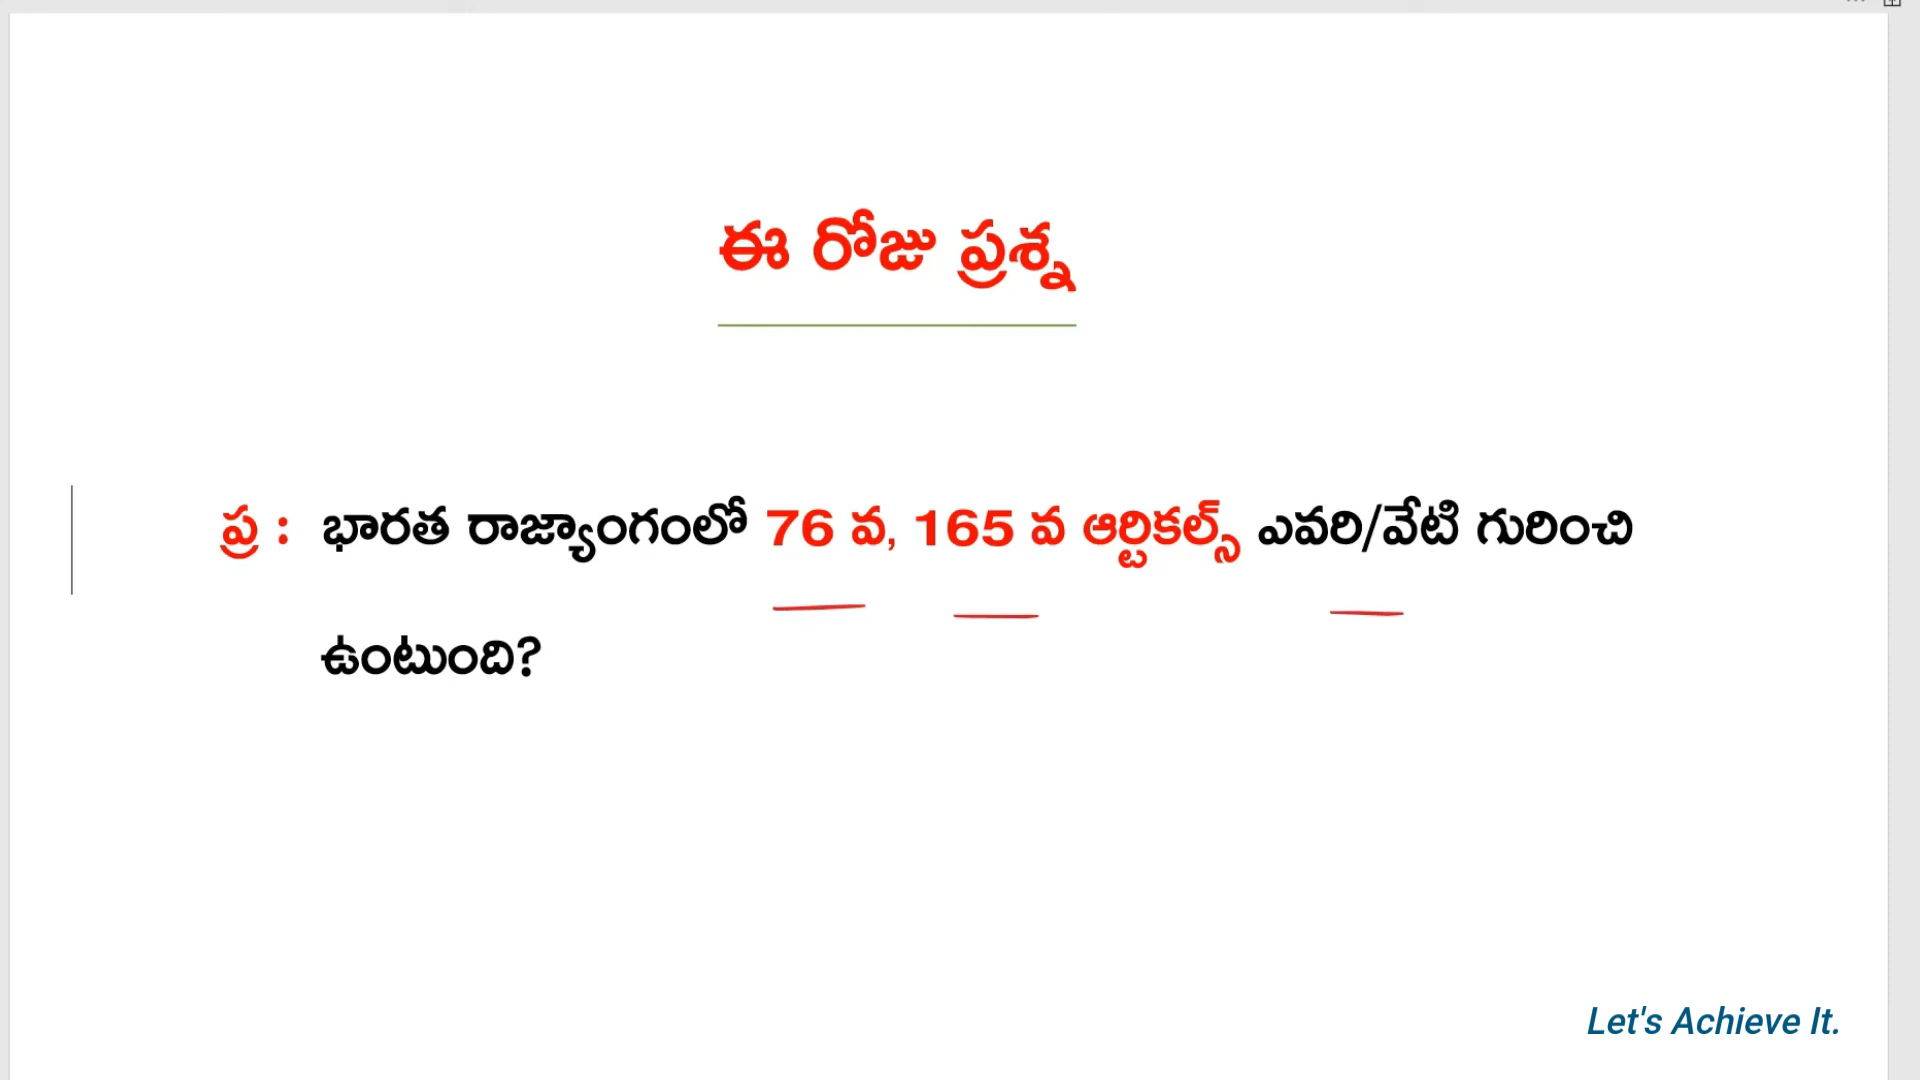 ఈ రోజు ప్రశ్న
ప్ర : భారత రాజ్యాంగంలో 76 వ, 165 వ ఆర్టికల్స్ ఎవరి/వేటి గురించి
ఉంటుంది?
Let's Achieve It.